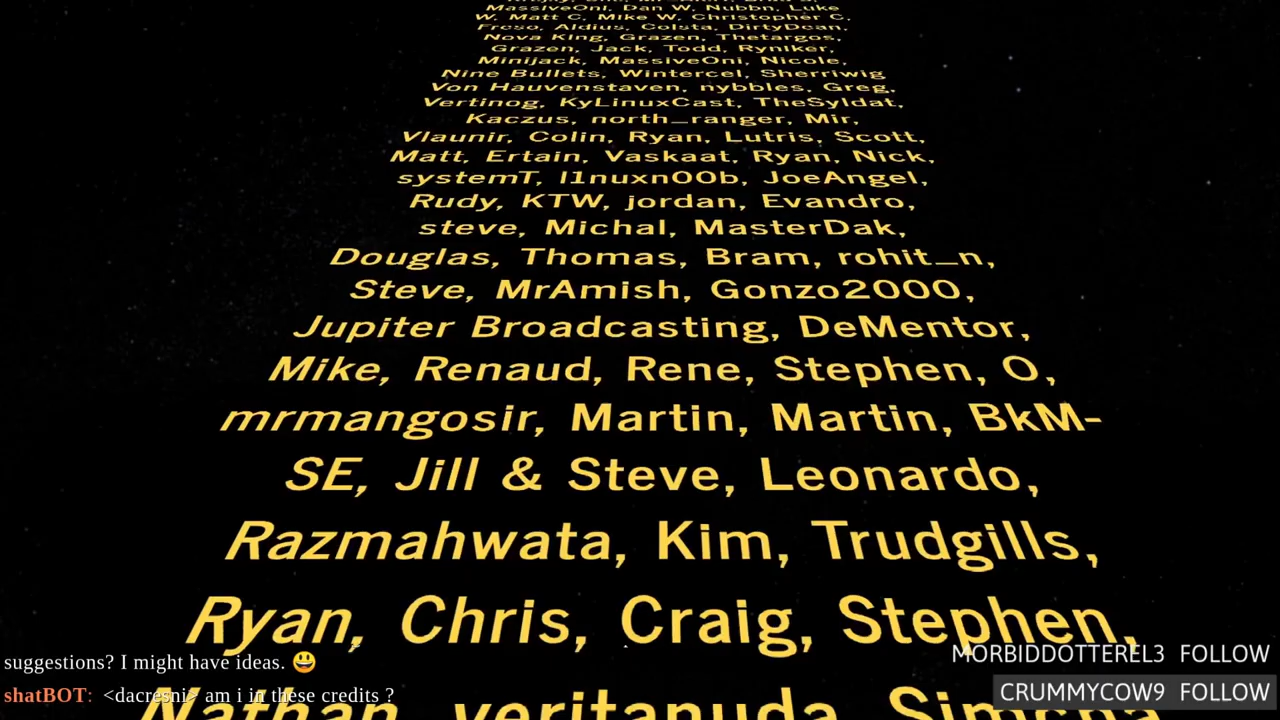 MassiveOni, Dan W, Nubbn, Luke
W, Matt C, Mike W, Christopher C,
Freso, Aldius, Colsta, DirtyDean,
Nova King, Grazen, Thetargos,
Grazen, Jack, Todd, Ryniker,
Minijack, MassiveOni, Nicole,
Nine Bullets, Wintercel, Sherriwig
Von Hauvenstaven, nybbles, Greg,
Vertinog, KyLinuxCast, TheSyldat,
Kaczus, north_ranger, Mir,
Vlaunir, Colin, Ryan, Lutris, Scott,
Matt, Ertain, Vaskaat, Ryan, Nick,
systemT, l1nuxn00b, JoeAngel,
Rudy, KTW, jordan, Evandro,
steve, Michal, MasterDak,
Douglas, Thomas, Bram, rohit_n,
Steve, MrAmish, Gonzo2000,
Jupiter Broadcasting, DeMentor,
Mike, Renaud, Rene, Stephen, O,
mrmangosir, Martin, Martin, BkM-
SE, Jill & Steve, Leonardo,
Razmahwata, Kim, Trudgills,
Ryan, Chris, Craig, Stephen,
Nathan, veritanuda, Simcha
suggestions? I might have ideas. 😃
shatBOT: <dacresni> am i in these credits ?
MORBIDDOTTEREL3 FOLLOW
CRUMMYCOW9 FOLLOW